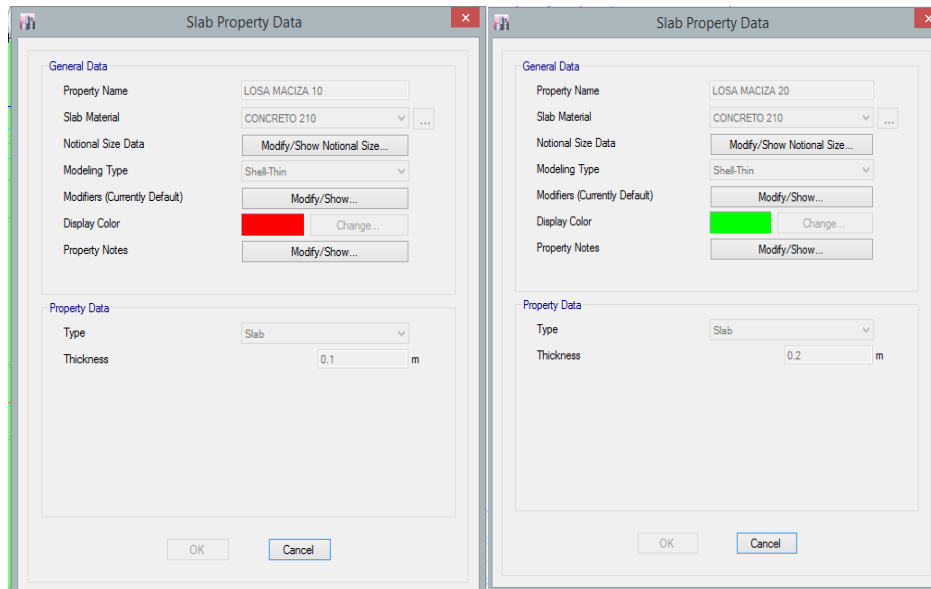 Slab Property Data
General Data
Property Name LOSA MACIZA 10
Slab Material CONCRETO 210 ...
Notional Size Data Modify/Show Notional Size...
Modeling Type Shell-Thin
Modifiers (Currently Default) Modify/Show...
Display Color Change...
Property Notes Modify/Show...
Property Data
Type Slab
Thickness 0.1 m
OK Cancel
Slab Property Data
General Data
Property Name LOSA MACIZA 20
Slab Material CONCRETO 210 ...
Notional Size Data Modify/Show Notional Size...
Modeling Type Shell-Thin
Modifiers (Currently Default) Modify/Show...
Display Color Change...
Property Notes Modify/Show...
Property Data
Type Slab
Thickness 0.2 m
OK Cancel